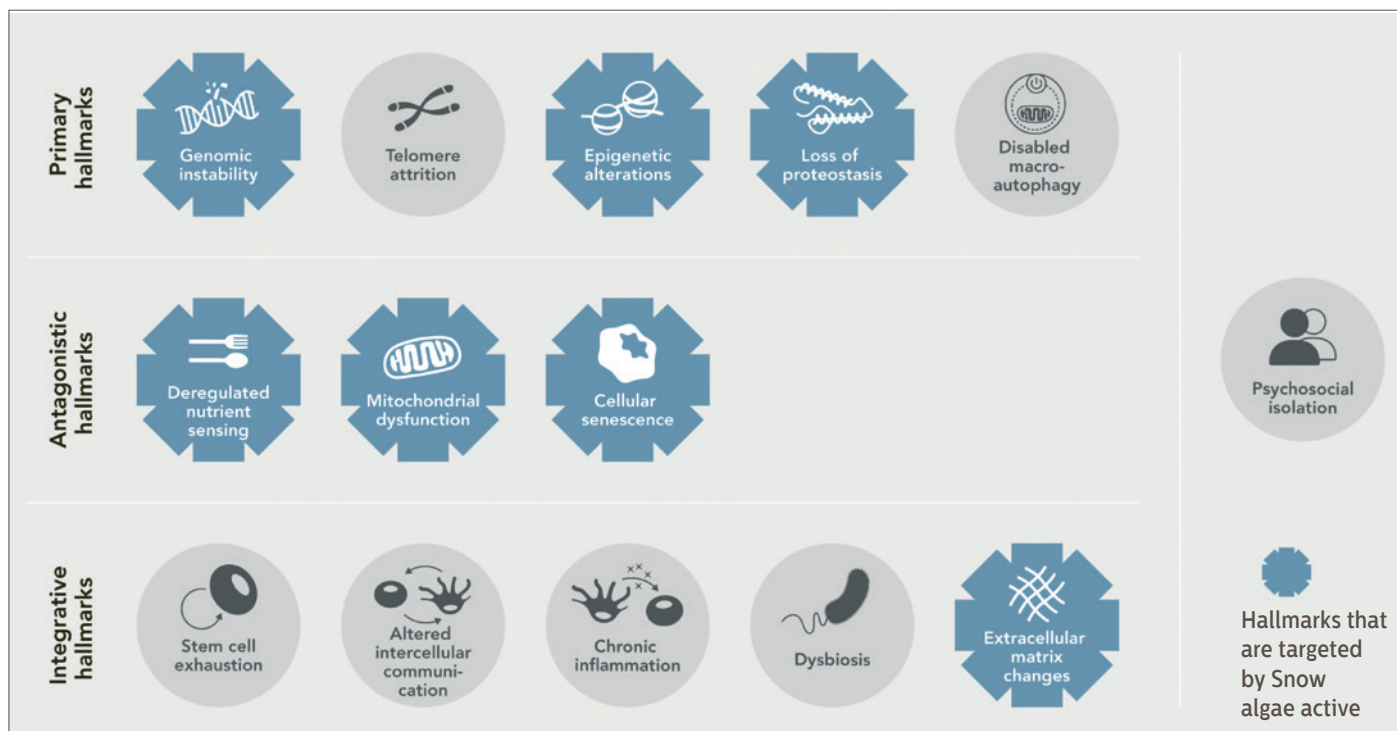 Primary
hallmarks
Genomic
instability
Telomere
attrition
Epigenetic
alterations
Loss of
proteostasis
Disabled
macro-
autophagy
Antagonistic
hallmarks
Deregulated
nutrient
sensing
Mitochondrial
dysfunction
Cellular
senescence
Psychosocial
isolation
Integrative
hallmarks
Stem cell
exhaustion
Altered
intercellular
communi-
cation
Chronic
inflammation
Dysbiosis
Extracellular
matrix
changes
Hallmarks that
are targeted
by Snow
algae active